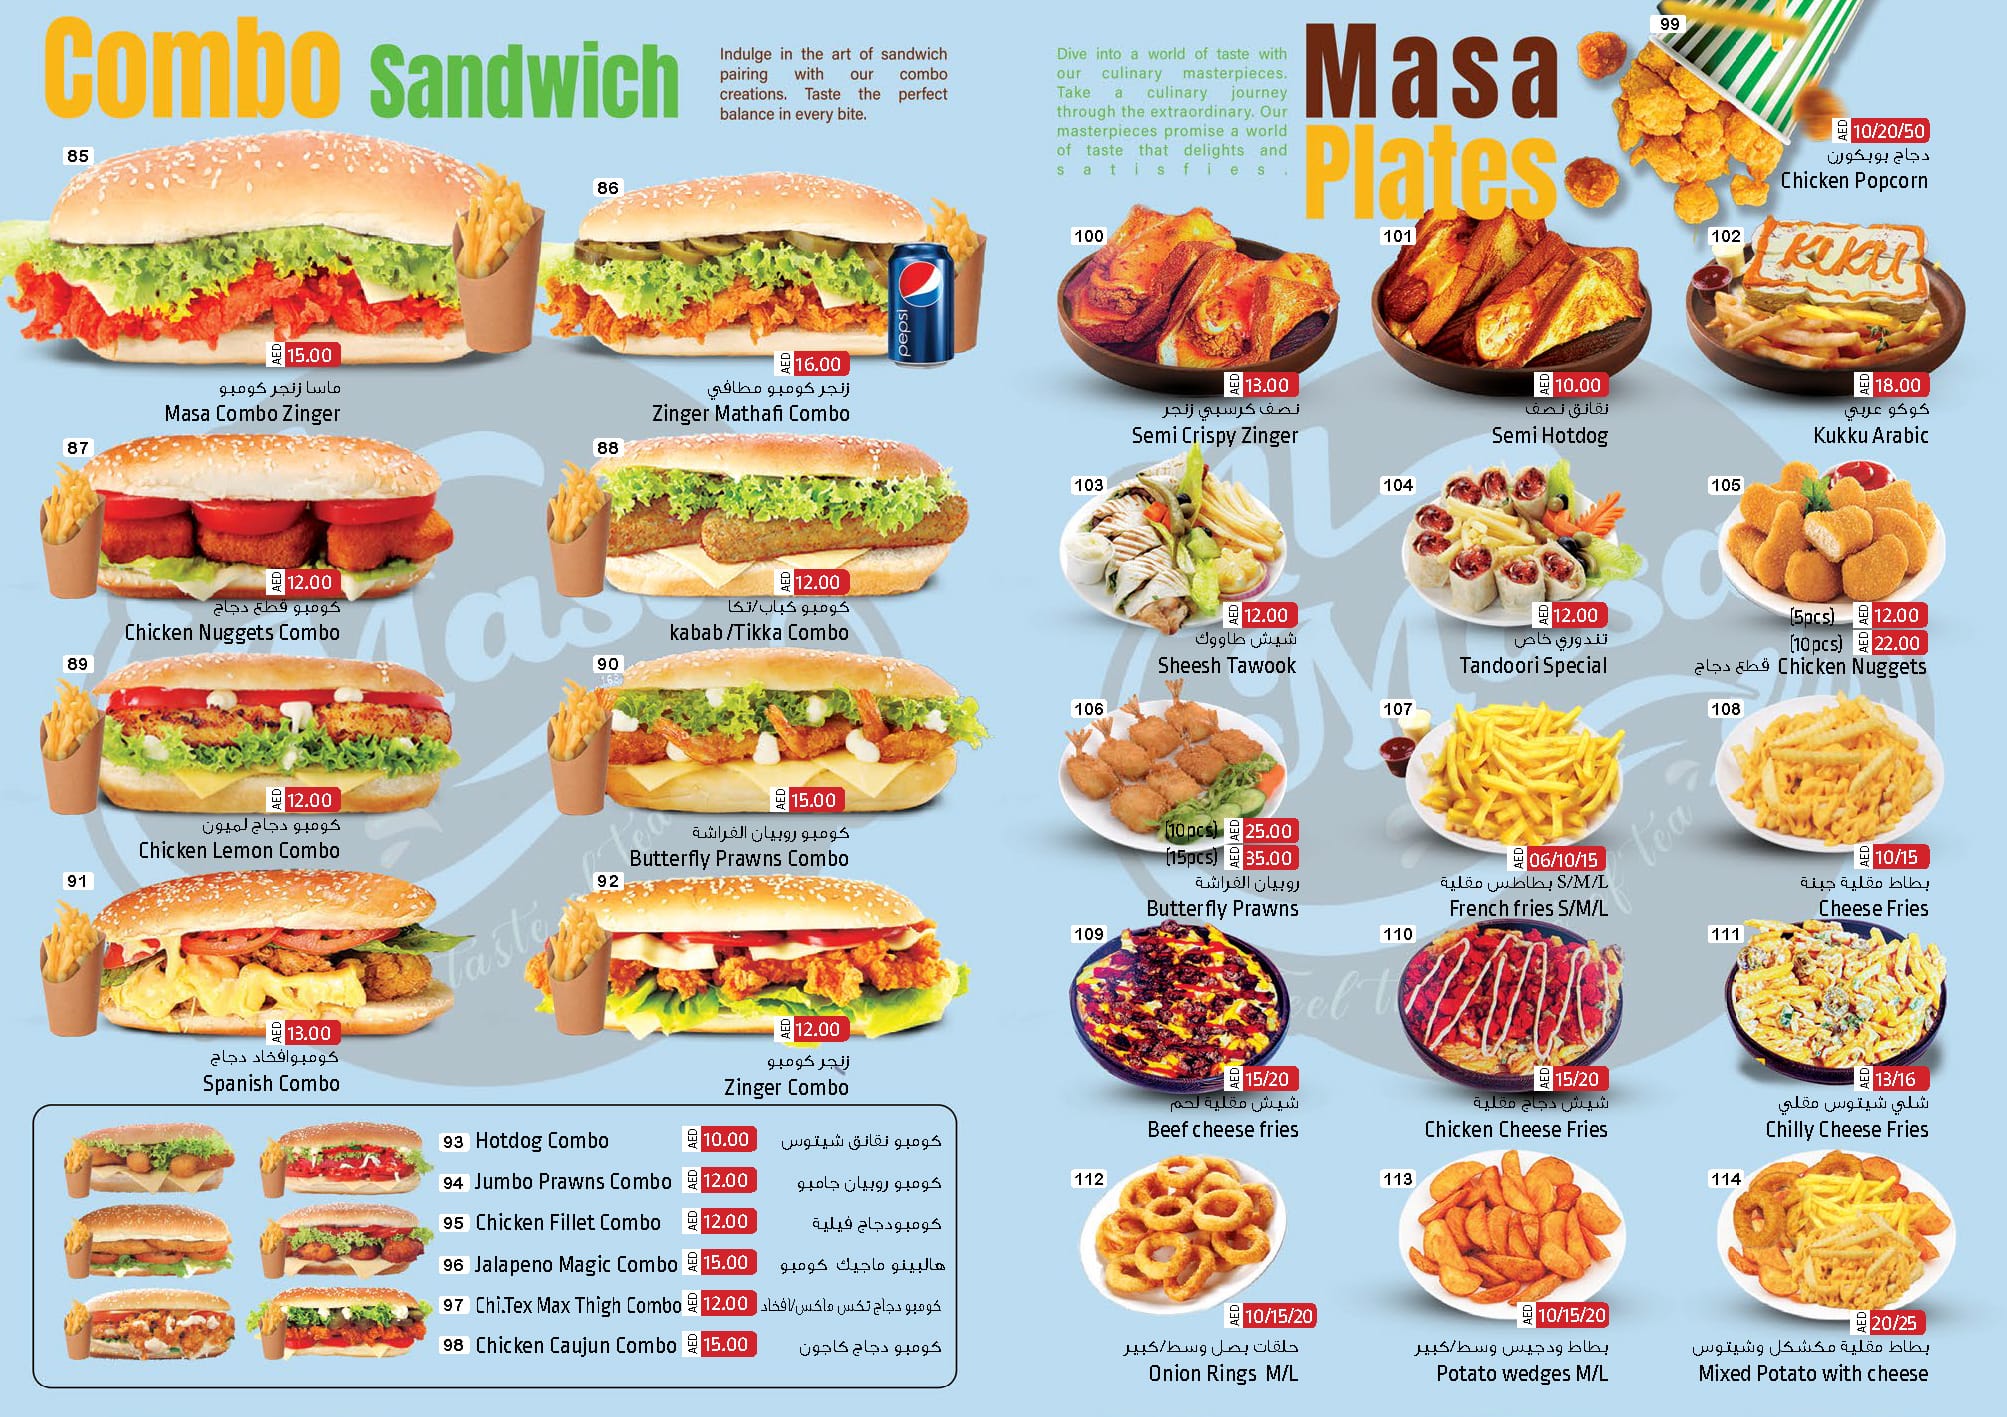 Combo Sandwich
Indulge in the art of sandwich
pairing with our combo
creations. Taste the perfect
balance in every bite.
85
AED 15.00
ماسا زنجر كومبو
Masa Combo Zinger
86
pepsi
AED 16.00
زنجر كومبو مطافي
Zinger Mathafi Combo
87
AED 12.00
كومبو قطع دجاج
Chicken Nuggets Combo
88
AED 12.00
كومبو كباب/تكا
kabab /Tikka Combo
89
AED 12.00
كومبو دجاج لميون
Chicken Lemon Combo
90
AED 15.00
كومبو روبيان الفراشة
Butterfly Prawns Combo
91
AED 13.00
كومبوافخاد دجاج
Spanish Combo
92
AED 12.00
زنجر كومبو
Zinger Combo
93 Hotdog Combo AED 10.00 كومبو نقانق شيتوس
94 Jumbo Prawns Combo AED 12.00 كومبو روبيان جامبو
95 Chicken Fillet Combo AED 12.00 كومبودجاج فيلية
96 Jalapeno Magic Combo AED 15.00 هالبينو ماجيك كومبو
97 Chi.Tex Max Thigh Combo AED 12.00 كومبو دجاج تكس ماكس/افخاد
98 Chicken Caujun Combo AED 15.00 كومبو دجاج كاجون
Dive into a world of taste with
our culinary masterpieces.
Take a culinary journey
through the extraordinary. Our
masterpieces promise a world
of taste that delights and
satisfies.
Masa
Plates
99
AED 10/20/50
دجاج بوبكورن
Chicken Popcorn
100
AED 13.00
نصف كرسبي زنجر
Semi Crispy Zinger
101
AED 10.00
نقانق نصف
Semi Hotdog
102
KUKU
AED 18.00
كوكو عربي
Kukku Arabic
103
AED 12.00
شيش طاووك
Sheesh Tawook
104
AED 12.00
تندوري خاص
Tandoori Special
105
(5pcs) AED 12.00
(10pcs) AED 22.00
قطع دجاج Chicken Nuggets
106
(10pcs) AED 25.00
(15pcs) AED 35.00
روبيان الفراشة
Butterfly Prawns
107
AED 06/10/15
بطاطس مقلية S/M/L
French fries S/M/L
108
AED 10/15
بطاط مقلية جبنة
Cheese Fries
109
AED 15/20
شيش مقلية لحم
Beef cheese fries
110
AED 15/20
شيش دجاج مقلية
Chicken Cheese Fries
111
AED 13/16
شلي شيتوس مقلي
Chilly Cheese Fries
112
AED 10/15/20
حلقات بصل وسط/كبير
Onion Rings M/L
113
AED 10/15/20
بطاط ودجيس وسط/كبير
Potato wedges M/L
114
AED 20/25
بطاط مقلية مكشكل وشيتوس
Mixed Potato with cheese